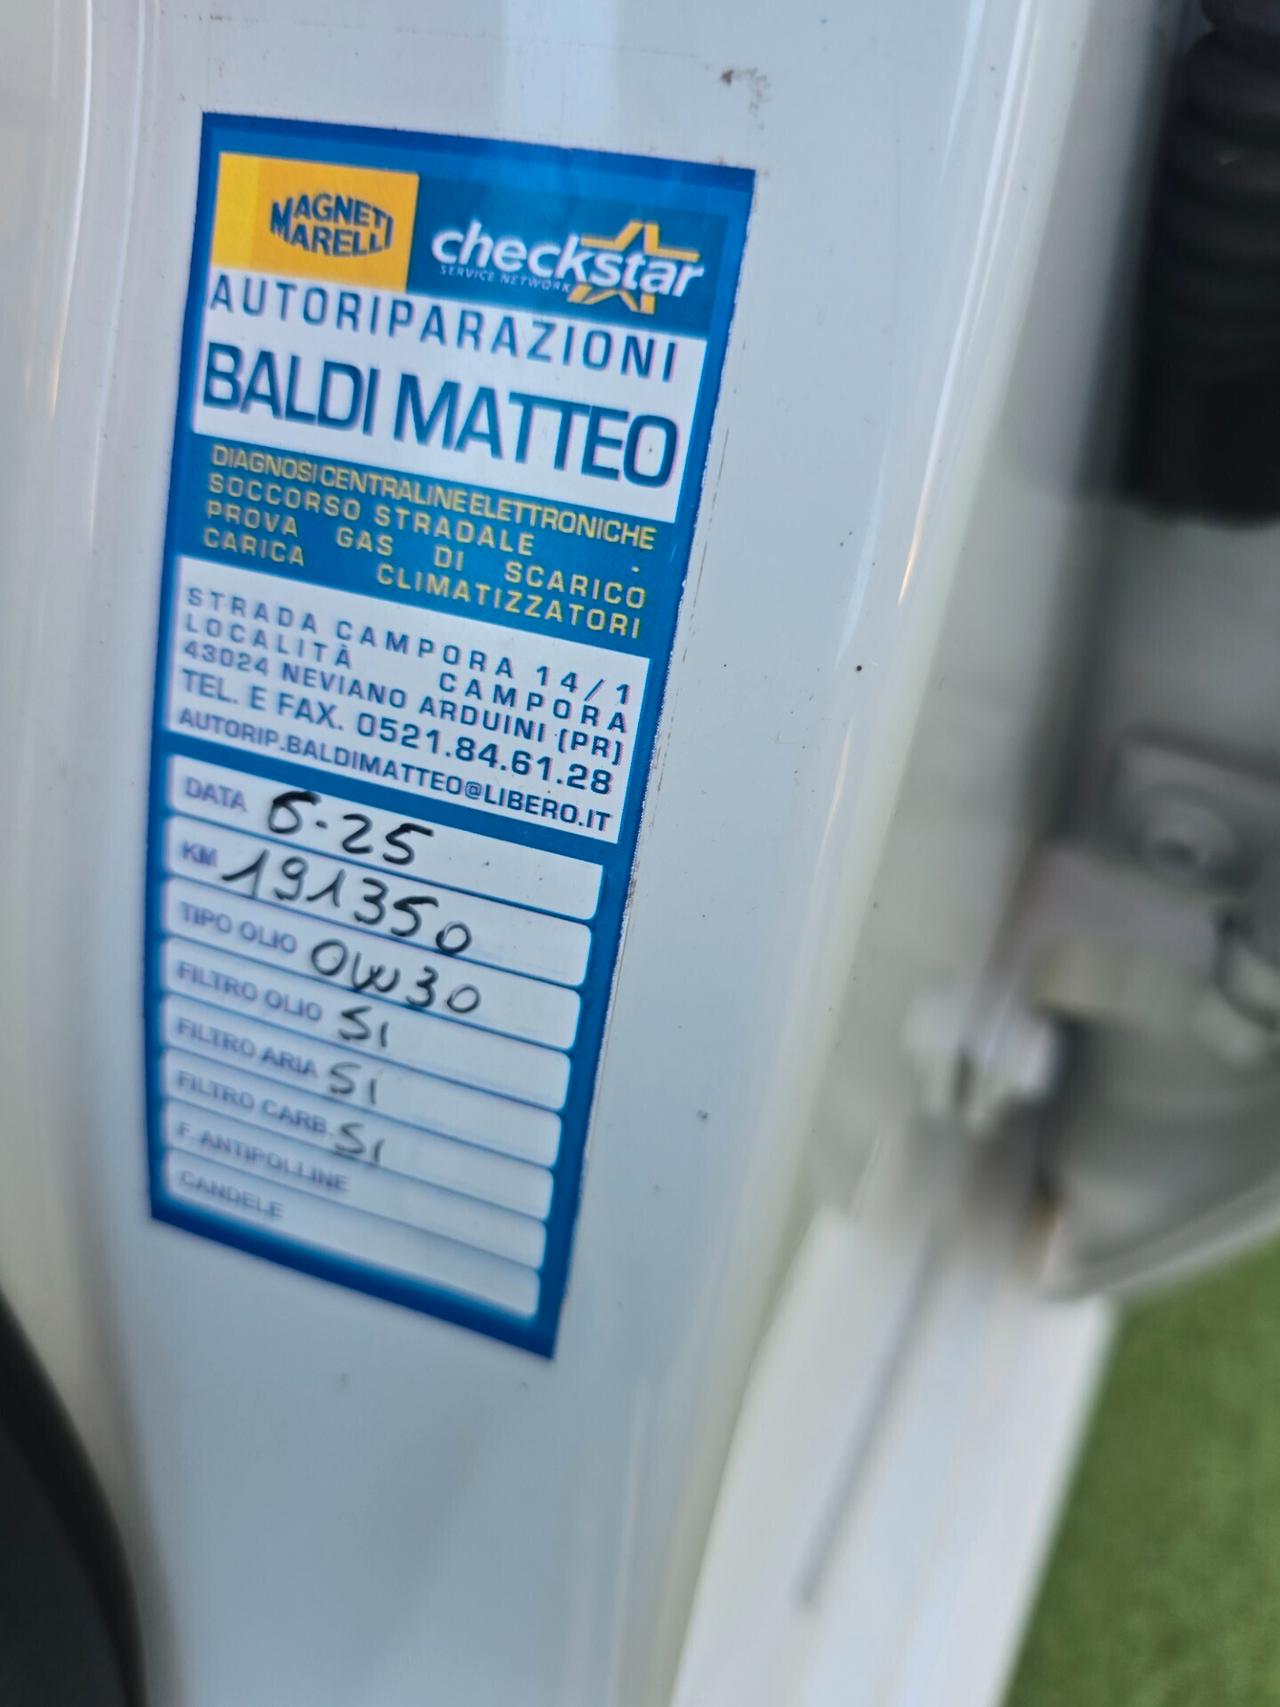 MAGNETI
MARELLI
checkstar
SERVICE NETWORK
AUTORIPARAZIONI
BALDI MATTEO
DIAGNOSI CENTRALINE ELETTRONICHE
SOCCORSO STRADALE -
PROVA GAS DI SCARICO
CARICA CLIMATIZZATORI
STRADA CAMPORA 14/1
LOCALITÀ CAMPORA
43024 NEVIANO ARDUINI (PR)
TEL. E FAX. 0521.84.61.28
AUTORIP.BALDIMATTEO@LIBERO.IT
DATA 6-25
KM 191350
TIPO OLIO 0W30
FILTRO OLIO SI
FILTRO ARIA SI
FILTRO CARB. SI
F. ANTIPOLLINE
CANDELE